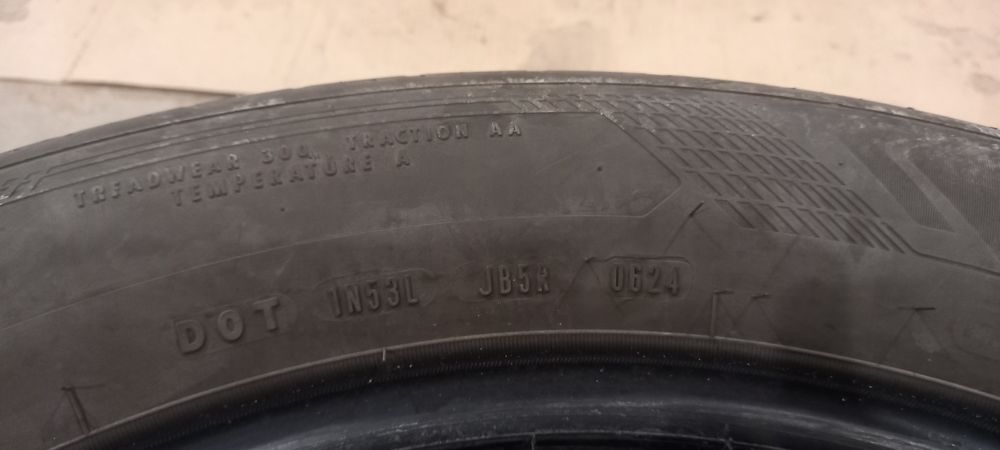 TREADWEAR 300 TRACTION AA
TEMPERATURE A
DOT 1N53L JB5R 0624